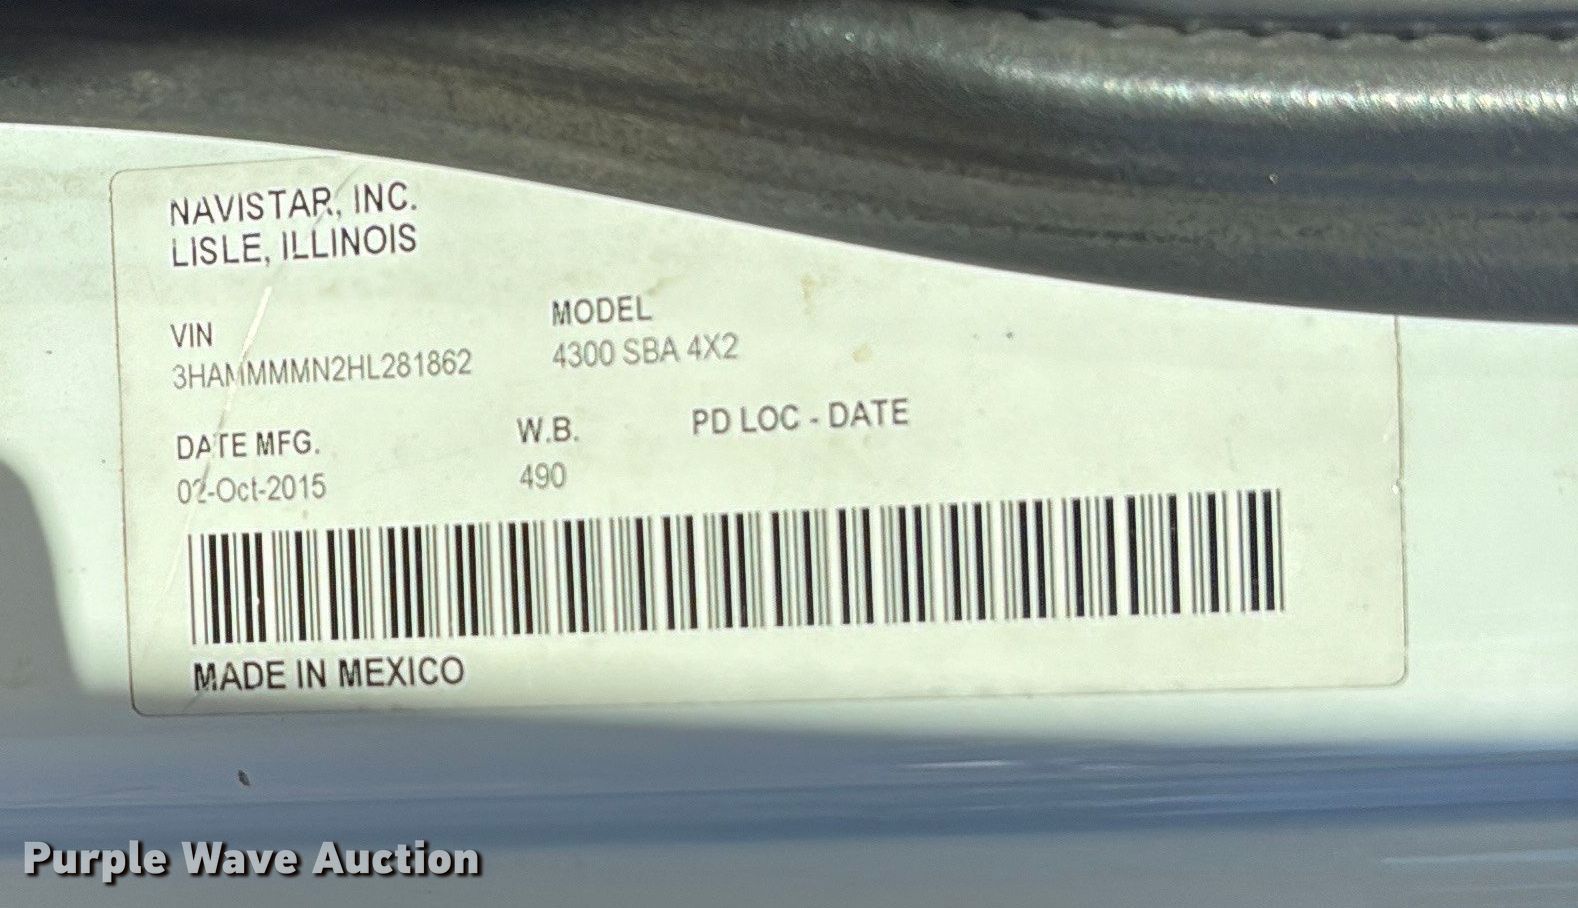 NAVISTAR, INC.
LISLE, ILLINOIS
VIN
3HAMMMMN2HL281862
MODEL
4300 SBA 4X2
DATE MFG.
02-Oct-2015
W.B.
490
PD LOC - DATE
MADE IN MEXICO
Purple Wave Auction